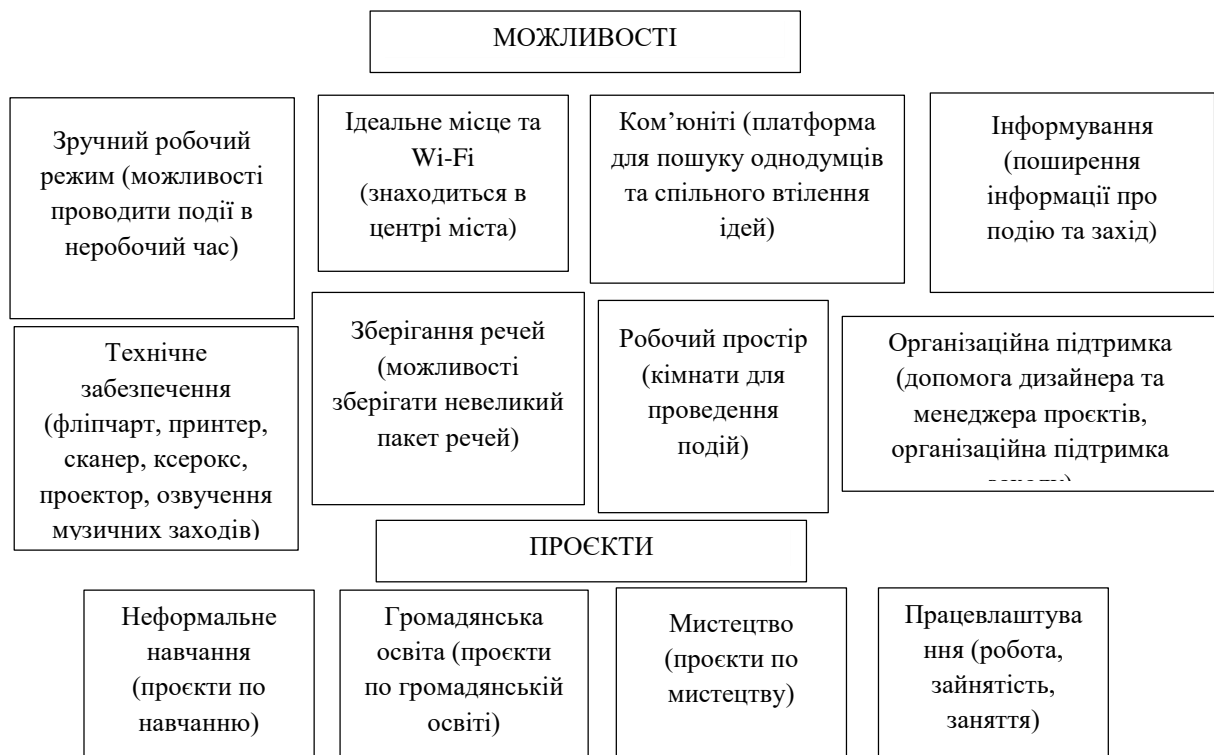 МОЖЛИВОСТІ
Зручний робочий
режим (можливості
проводити події в
неробочий час)
Ідеальне місце та
Wi-Fi
(знаходиться в
центрі міста)
Ком’юніті (платформа
для пошуку однодумців
та спільного втілення
ідей)
Інформування
(поширення
інформації про
подію та захід)
Технічне
забезпечення
(фліпчарт, принтер,
сканер, ксерокс,
проектор, озвучення
музичних заходів)
Зберігання речей
(можливості
зберігати невеликий
пакет речей)
Робочий простір
(кімнати для
проведення
подій)
Організаційна підтримка
(допомога дизайнера та
менеджера проєктів,
організаційна підтримка
ПРОЄКТИ
Неформальне
навчання
(проєкти по
навчанню)
Громадянська
освіта (проєкти
по громадянській
освіті)
Мистецтво
(проєкти по
мистецтву)
Працевлаштува
ння (робота,
зайнятість,
заняття)